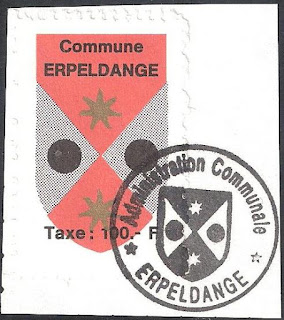 Commune
ERPELDANGE
Taxe: 100.- F
Administration Communale
ERPELDANGE